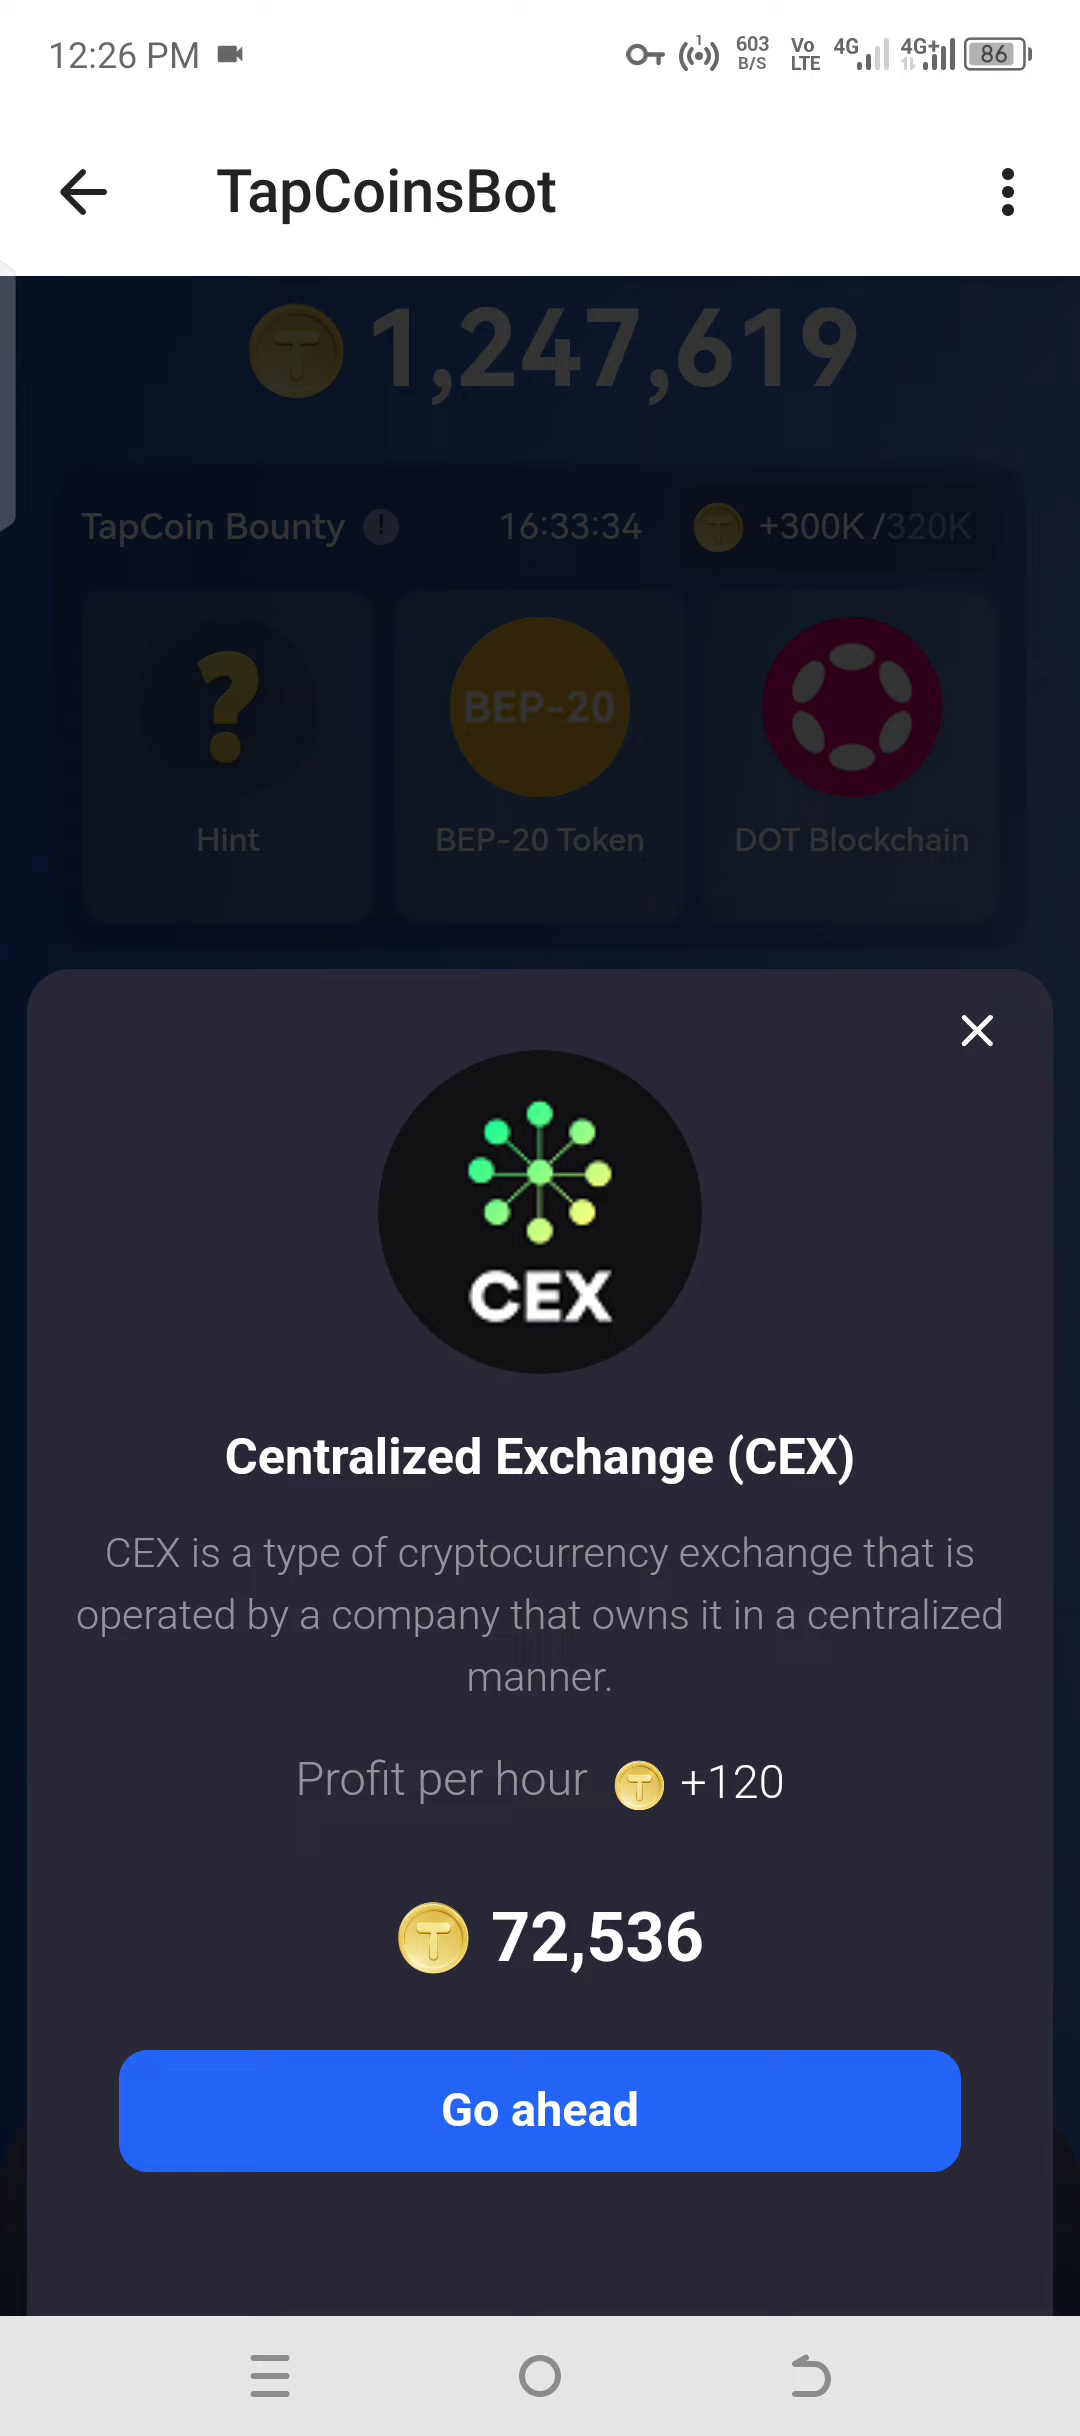 12:26 PM 1 603 B/S Vo LTE 4G 4G+ 86
TapCoinsBot
1,247,619
TapCoin Bounty ! 16:33:34 +300K /320K
? BEP-20
Hint BEP-20 Token DOT Blockchain
CEX
Centralized Exchange (CEX)
CEX is a type of cryptocurrency exchange that is
operated by a company that owns it in a centralized
manner.
Profit per hour +120
72,536
Go ahead